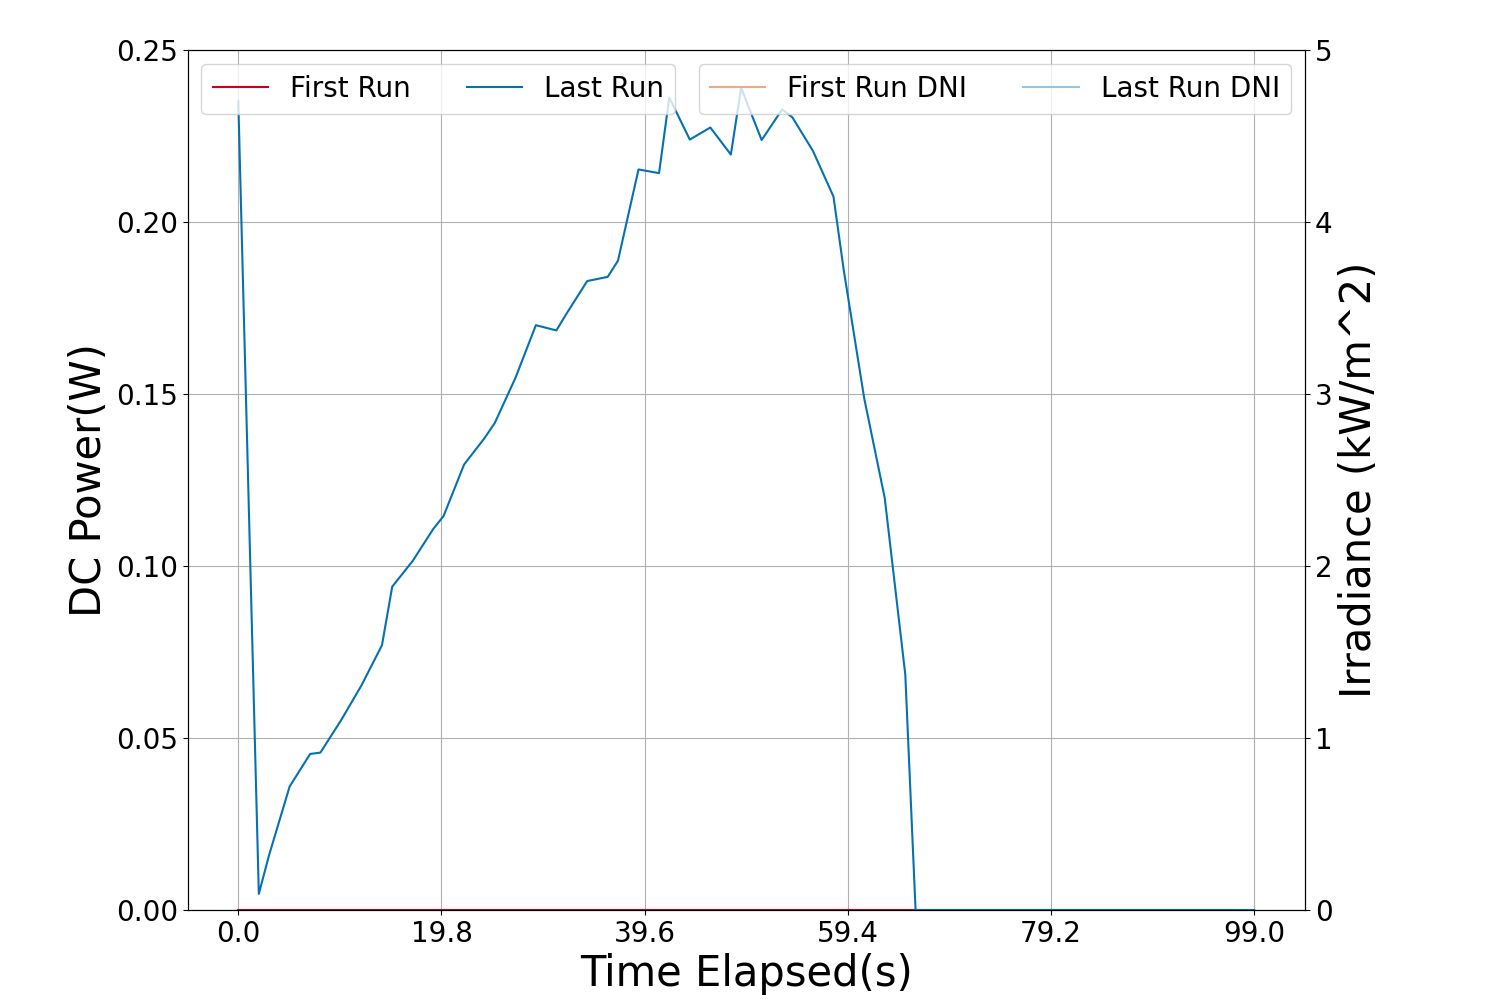 First Run
Last Run
First Run DNI
Last Run DNI
DC Power(W)
0.25
0.20
0.15
0.10
0.05
0.00
5
4
3
2
1
0
Irradiance (kW/m^2)
0.0
19.8
39.6
59.4
79.2
99.0
Time Elapsed(s)